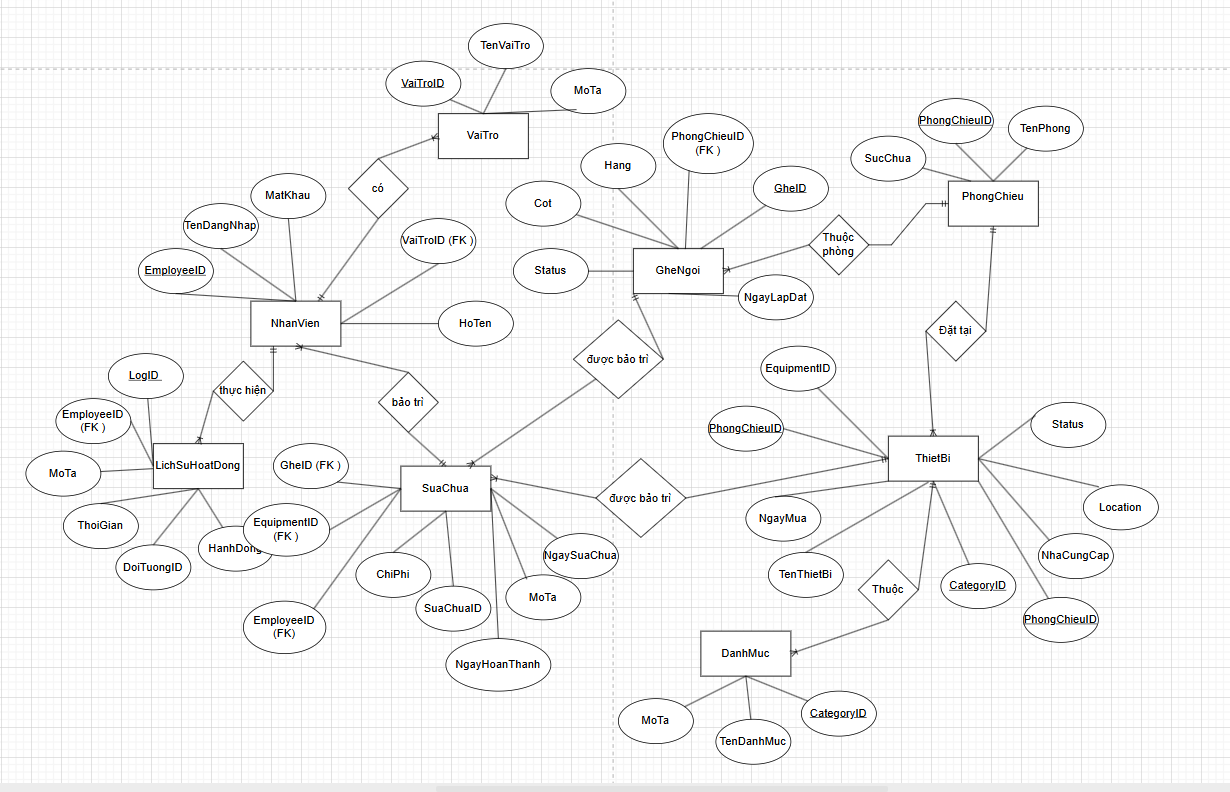 TenVaiTro
VaiTroID
MoTa
VaiTro
PhongChieuID
(FK )
PhongChieuID
TenPhong
SucChua
Hang
GheID
có
MatKhau
Cot
PhongChieu
TenDangNhap
VaiTroID (FK )
Thuộc
phòng
EmployeeID
Status
GheNgoi
NgayLapDat
NhanVien
HoTen
Đặt tại
được bảo trì
EquipmentID
LogID
thực hiện
bảo trì
EmployeeID
(FK )
PhongChieuID
Status
LichSuHoatDong
GheID (FK )
MoTa
SuaChua
ThietBi
được bảo trì
Location
ThoiGian
EquipmentID
(FK )
NgayMua
HanhDong
DoiTuongID
NgaySuaChua
NhaCungCap
ChiPhi
TenThietBi
Thuộc
CategoryID
MoTa
SuaChuaID
EmployeeID
(FK)
PhongChieuID
NgayHoanThanh
DanhMuc
MoTa
CategoryID
TenDanhMuc